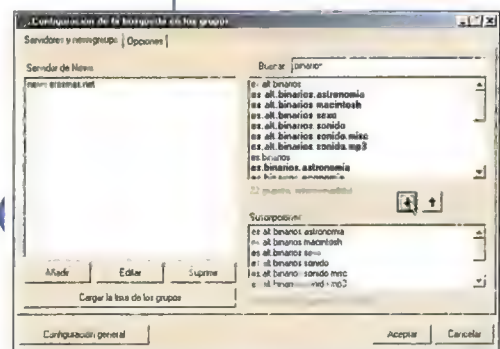 Configuración de la búsqueda en los grupos
Servidores y newsgroups
Opciones
Servidor de News
news.eresmas.net
Buscar
binarios
es.alt.binarios
es.alt.binarios.astronomia
es.alt.binarios.macintosh
es.alt.binarios.sexo
es.alt.binarios.sonido
es.alt.binarios.sonido.misc
es.alt.binarios.sonido.mp3
es.binarios
es.binarios.astronomia
22 grupos
Suscripciones
es.alt.binarios.astronomia
es.alt.binarios.macintosh
es.alt.binarios.sexo
es.alt.binarios.sonido
es.alt.binarios.sonido.misc
Añadir
Editar
Suprimir
Cargar la lista de los grupos
Configuración general
Aceptar
Cancelar